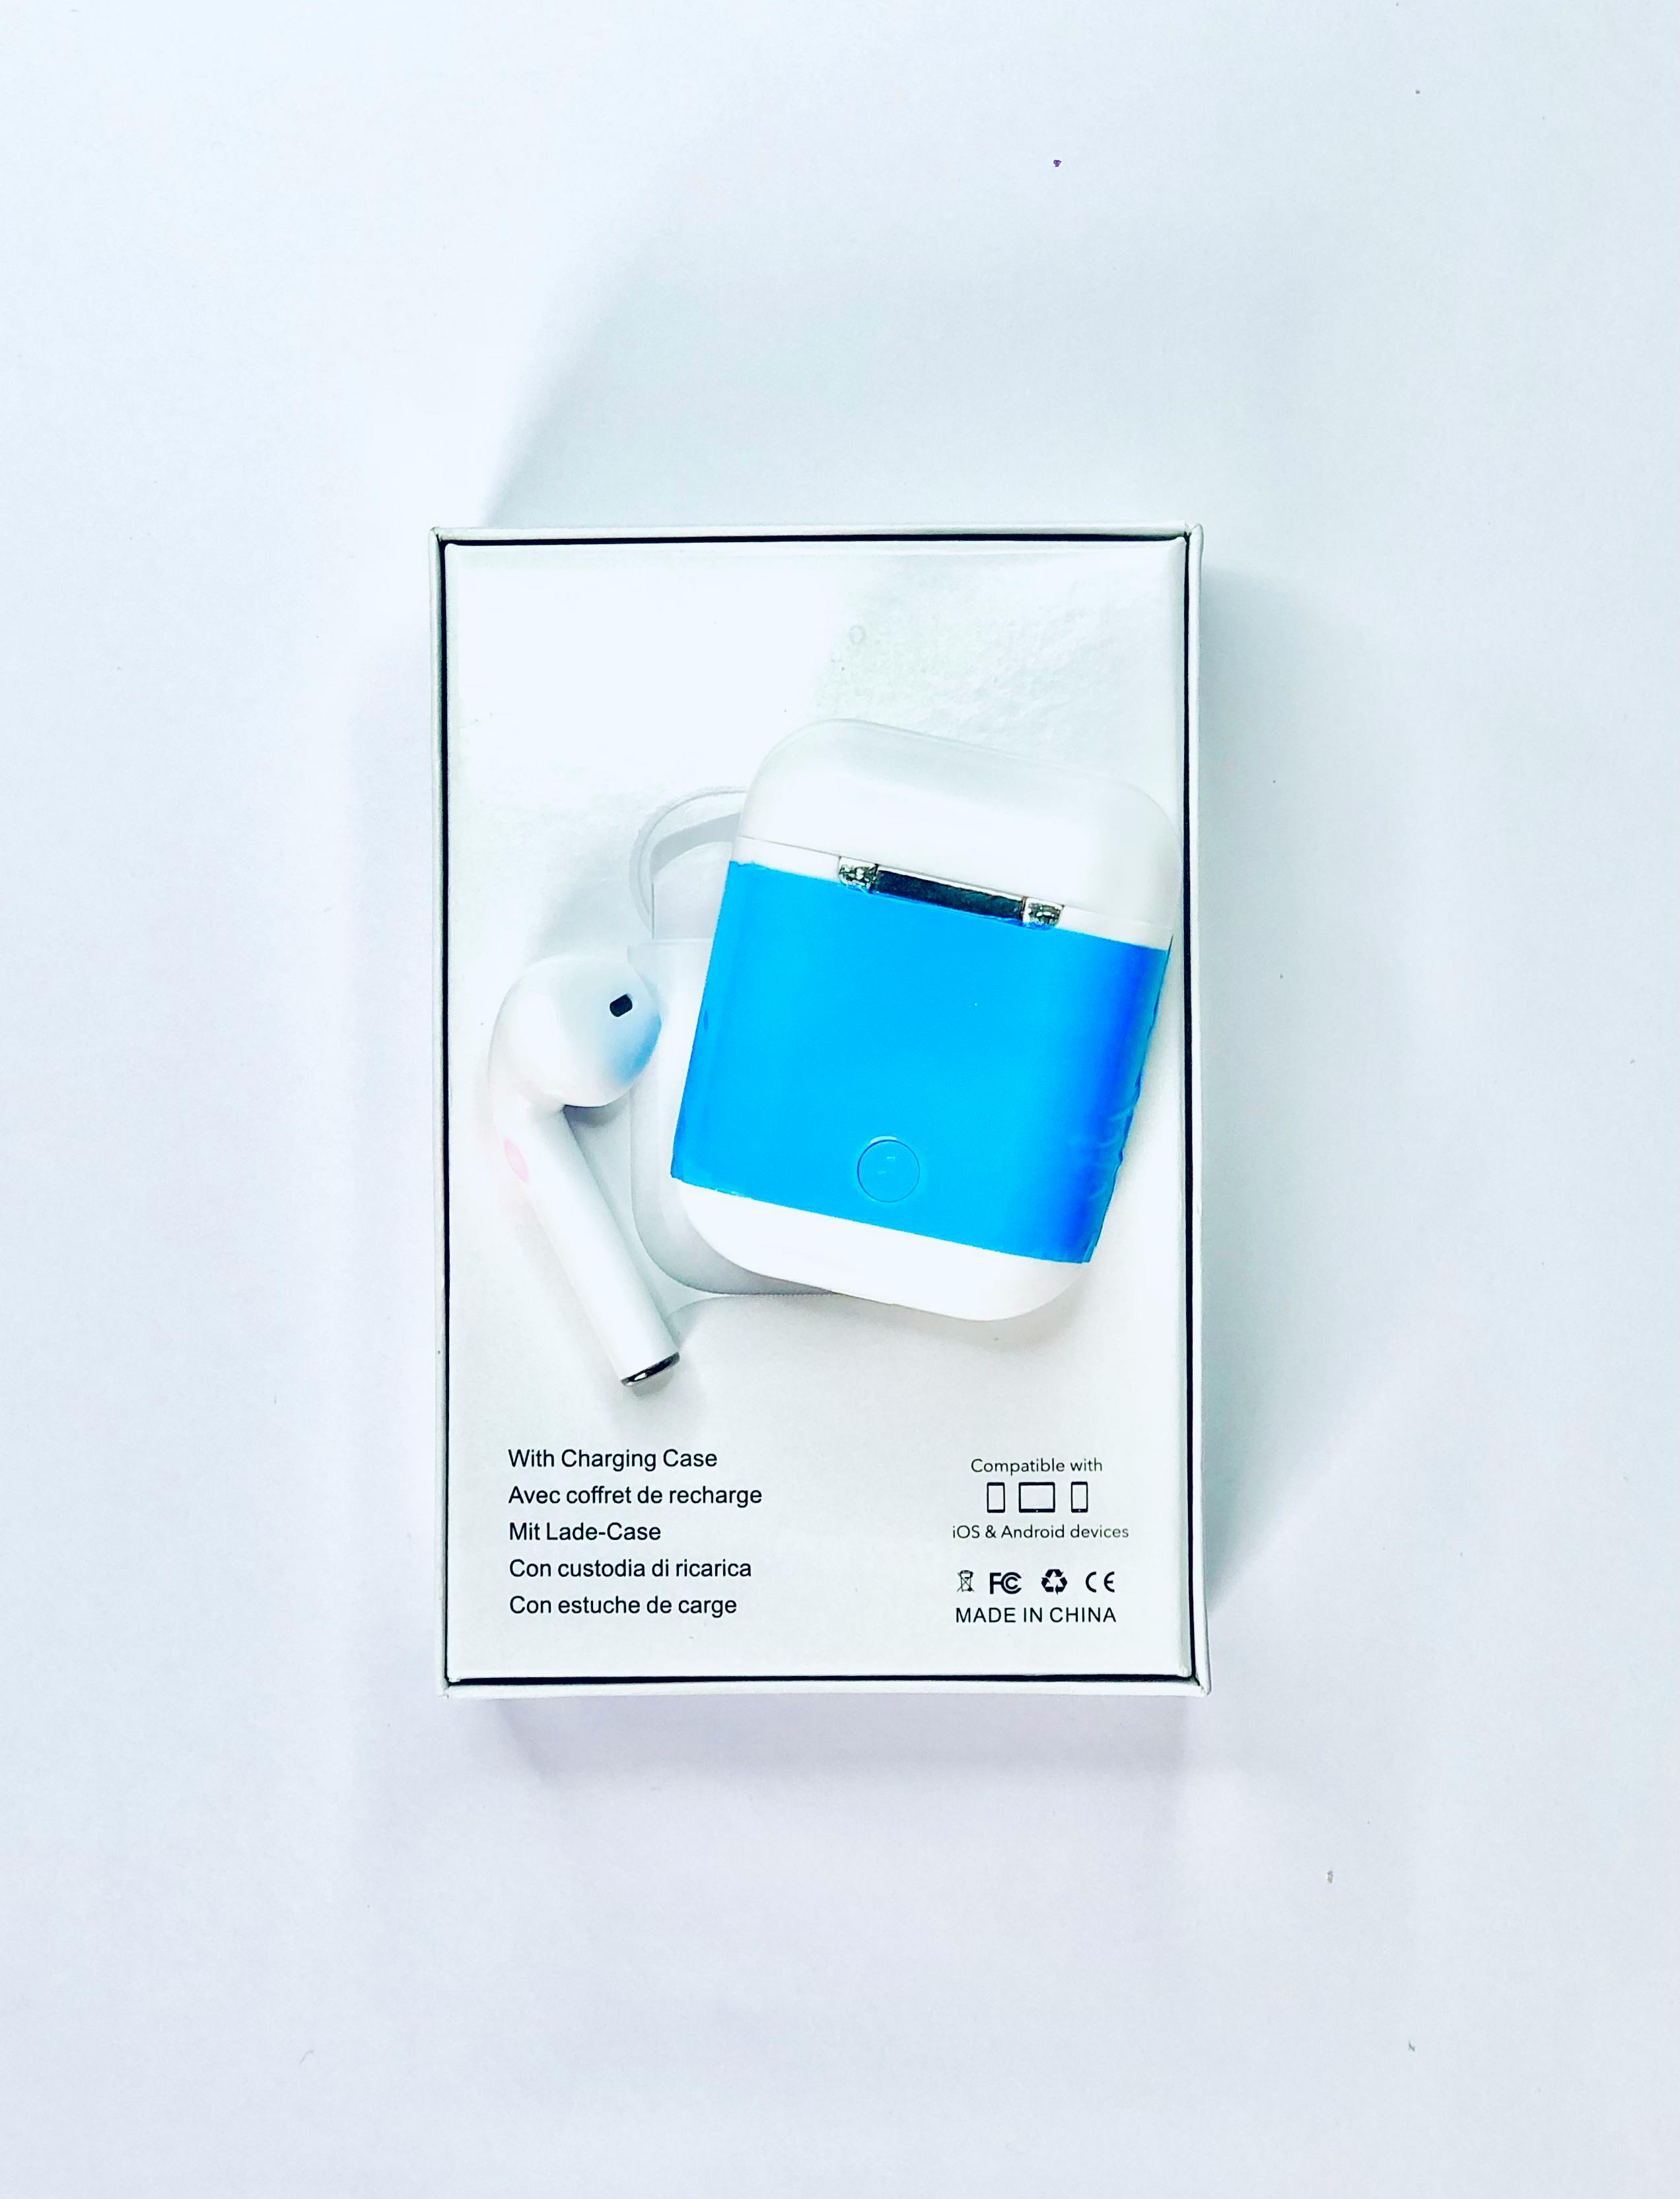 With Charging Case
Avec coffret de recharge
Mit Lade-Case
Con custodia di ricarica
Con estuche de carge
Compatible with
iOS & Android devices
FC CE
MADE IN CHINA